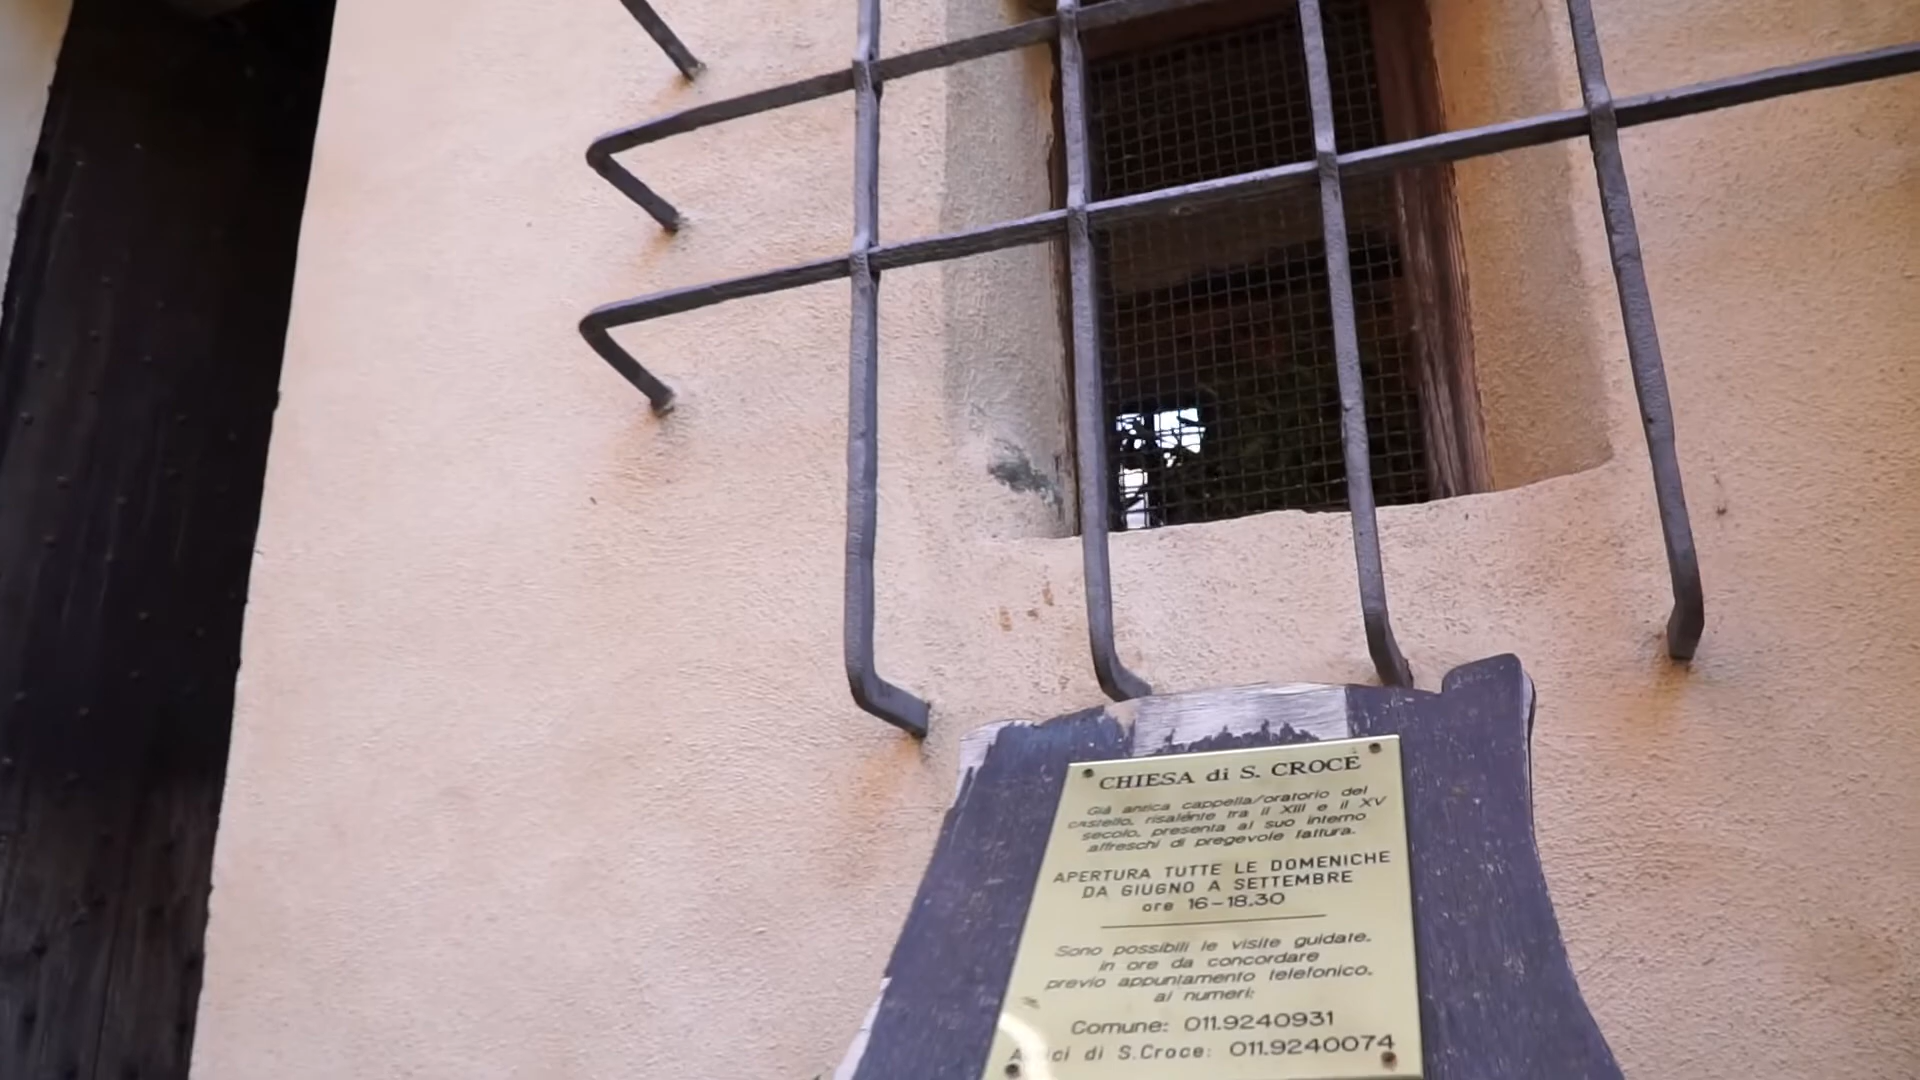 CHIESA di S. CROCE
Già antica cappella/oratorio del
castello, risalente tra il XIII e il XV
secolo, presenta al suo interno
affreschi di pregevole fattura.
APERTURA TUTTE LE DOMENICHE
DA GIUGNO A SETTEMBRE
ore 16-18.30
Sono possibili le visite guidate,
in ore da concordare
previo appuntamento telefonico,
ai numeri:
Comune: 011.9240931
Amici di S.Croce: 011.9240074